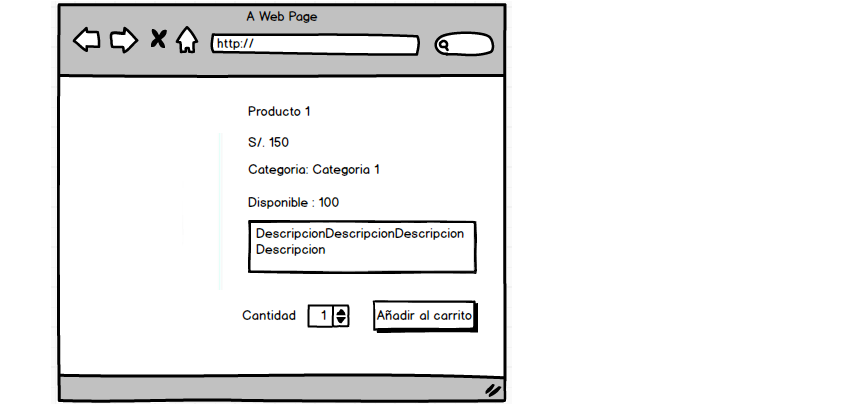 A Web Page
http://
Producto 1
S/. 150
Categoria: Categoria 1
Disponible : 100
DescripcionDescripcionDescripcion
Descripcion
Cantidad 1 Añadir al carrito